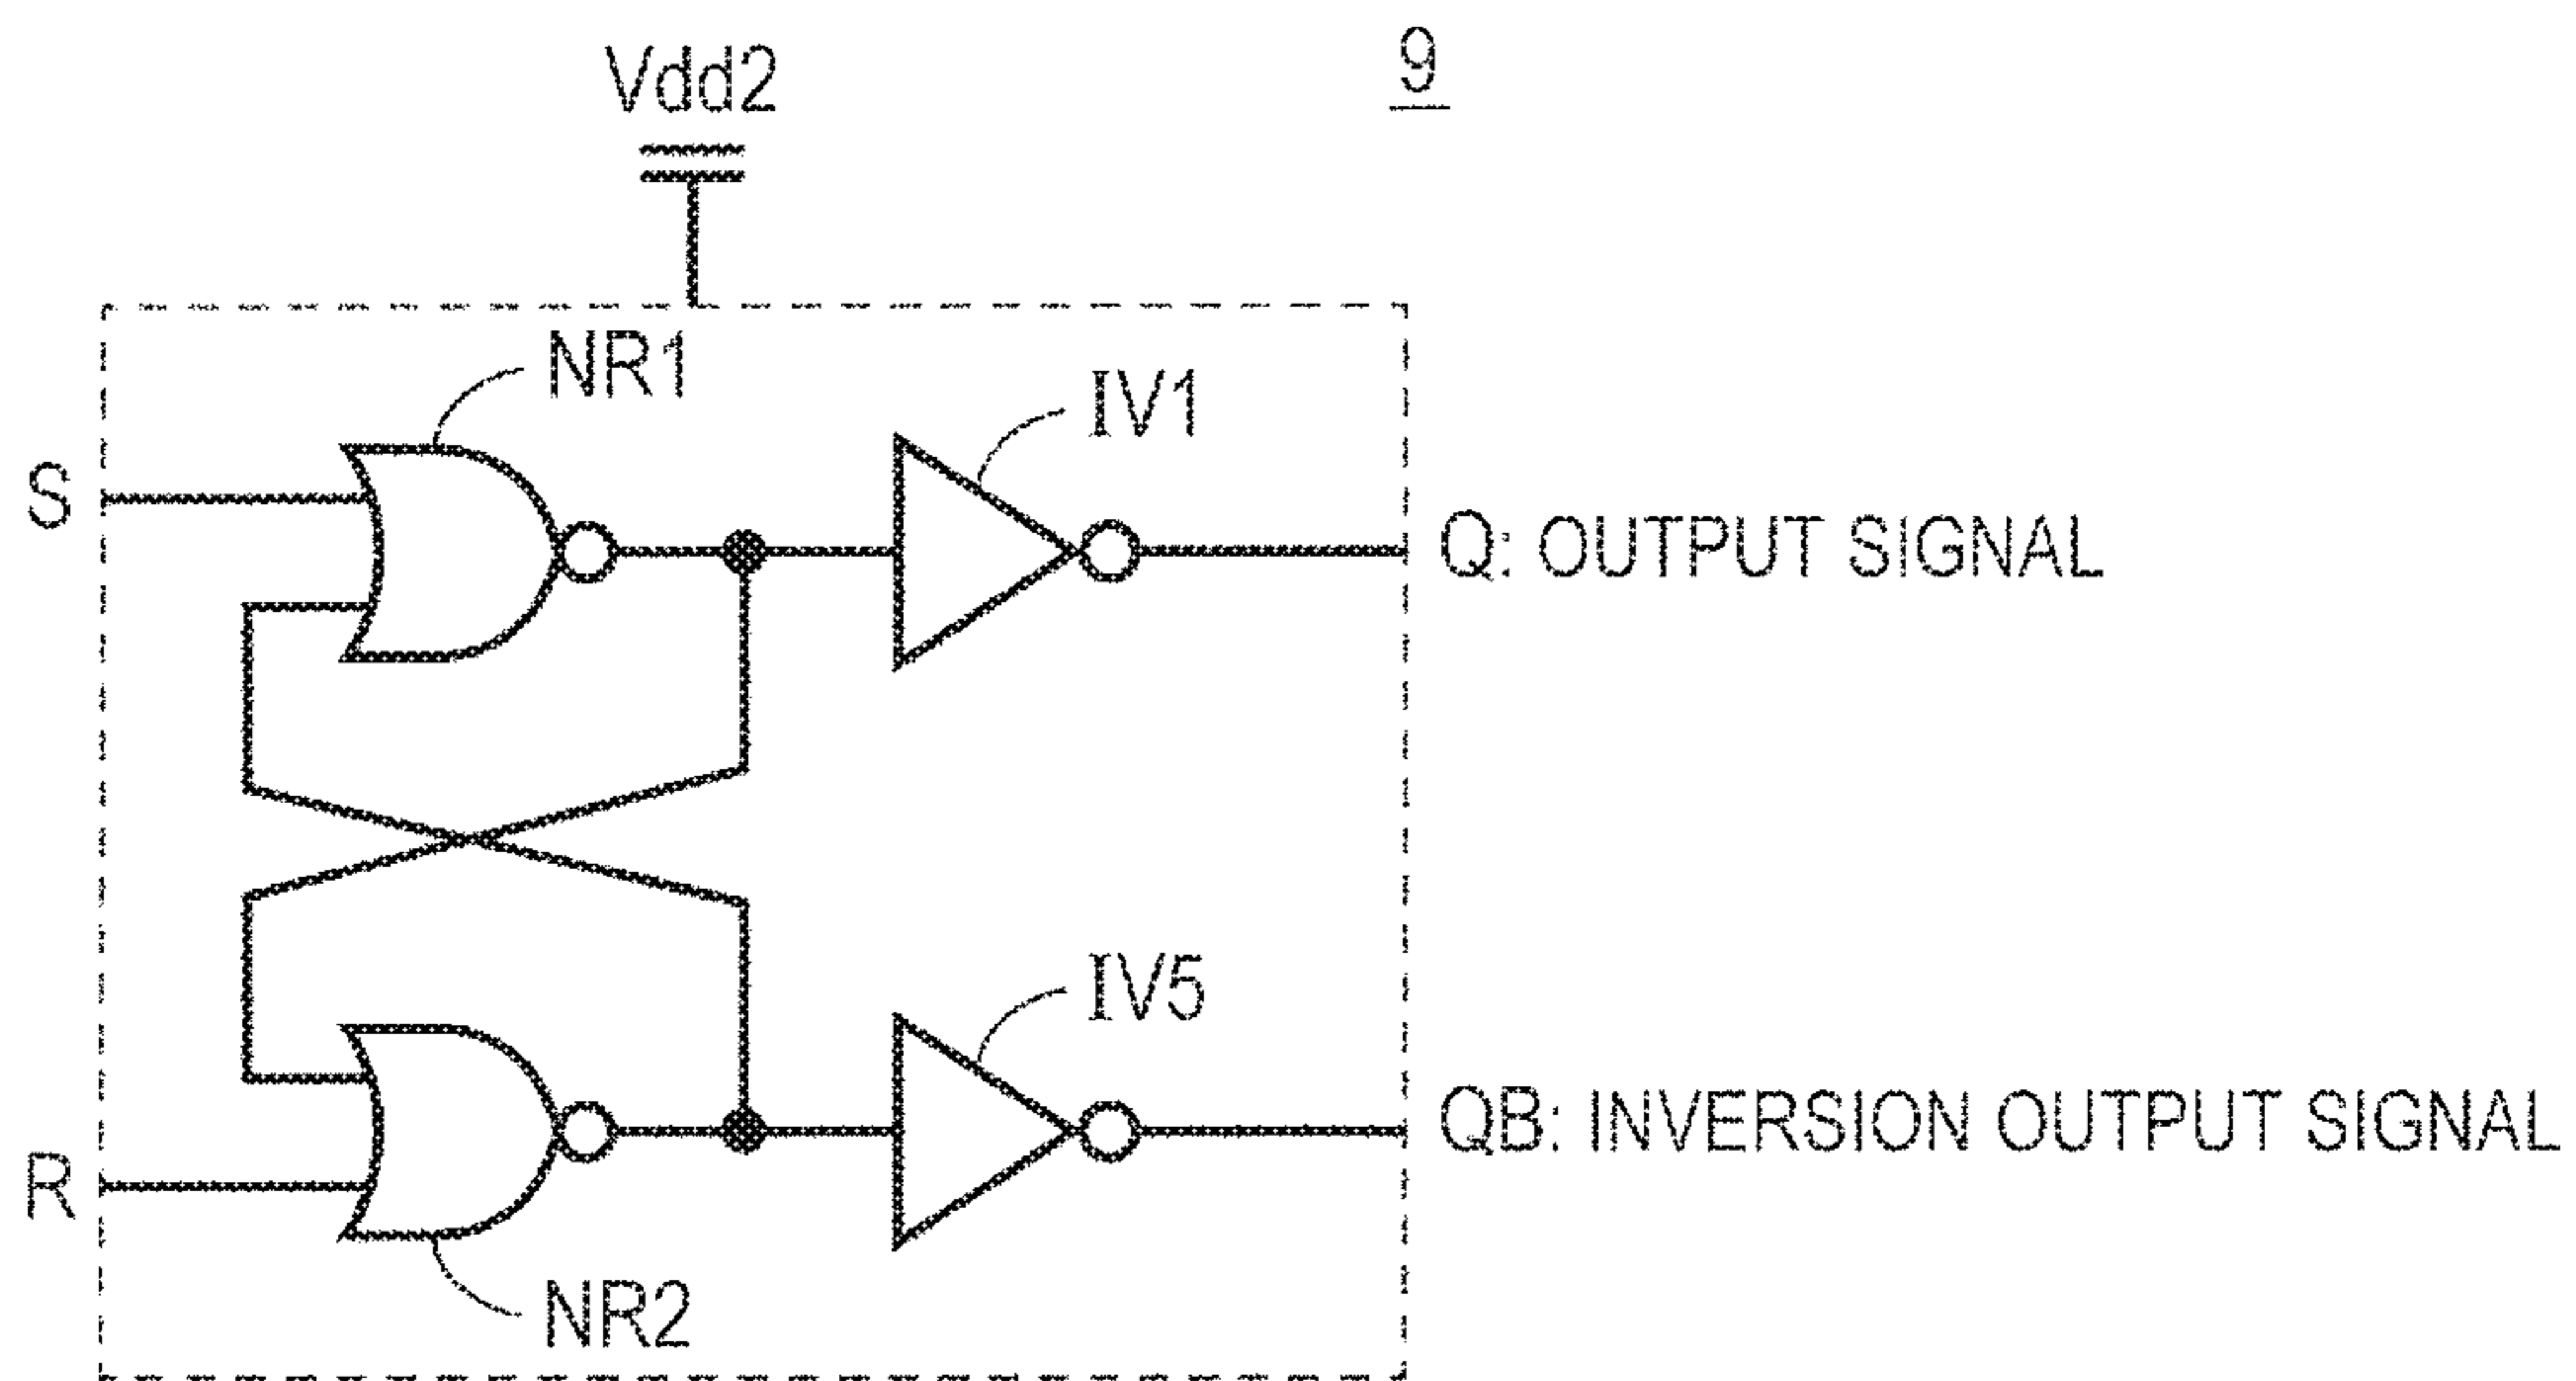 9
Vdd2
NR1
IV1
S
Q: OUTPUT SIGNAL
IV5
QB: INVERSION OUTPUT SIGNAL
R
NR2